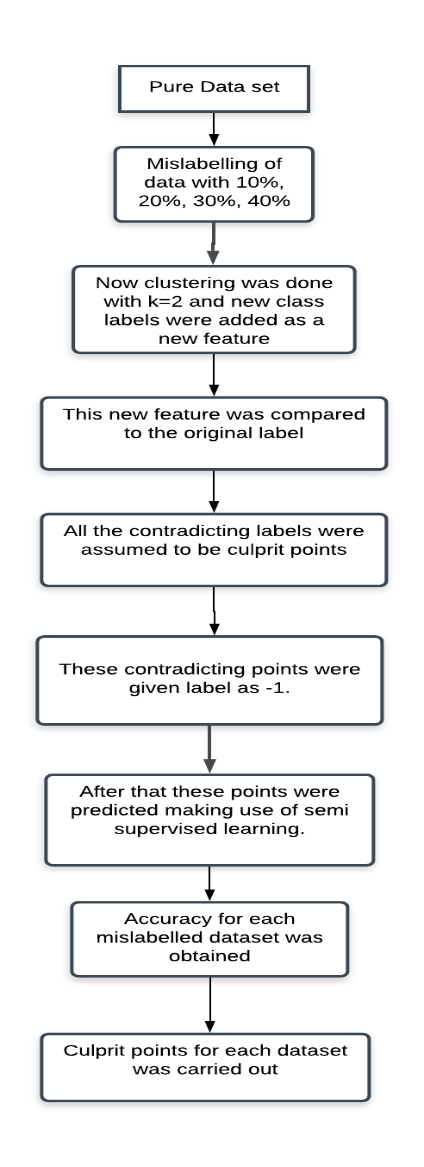 Pure Data set
Mislabelling of
data with 10%,
20%, 30%, 40%
Now clustering was done
with k=2 and new class
labels were added as a
new feature
This new feature was compared
to the original label
All the contradicting labels were
assumed to be culprit points
These contradicting points were
given label as -1.
After that these points were
predicted making use of semi
supervised learning.
Accuracy for each
mislabelled dataset was
obtained
Culprit points for each dataset
was carried out